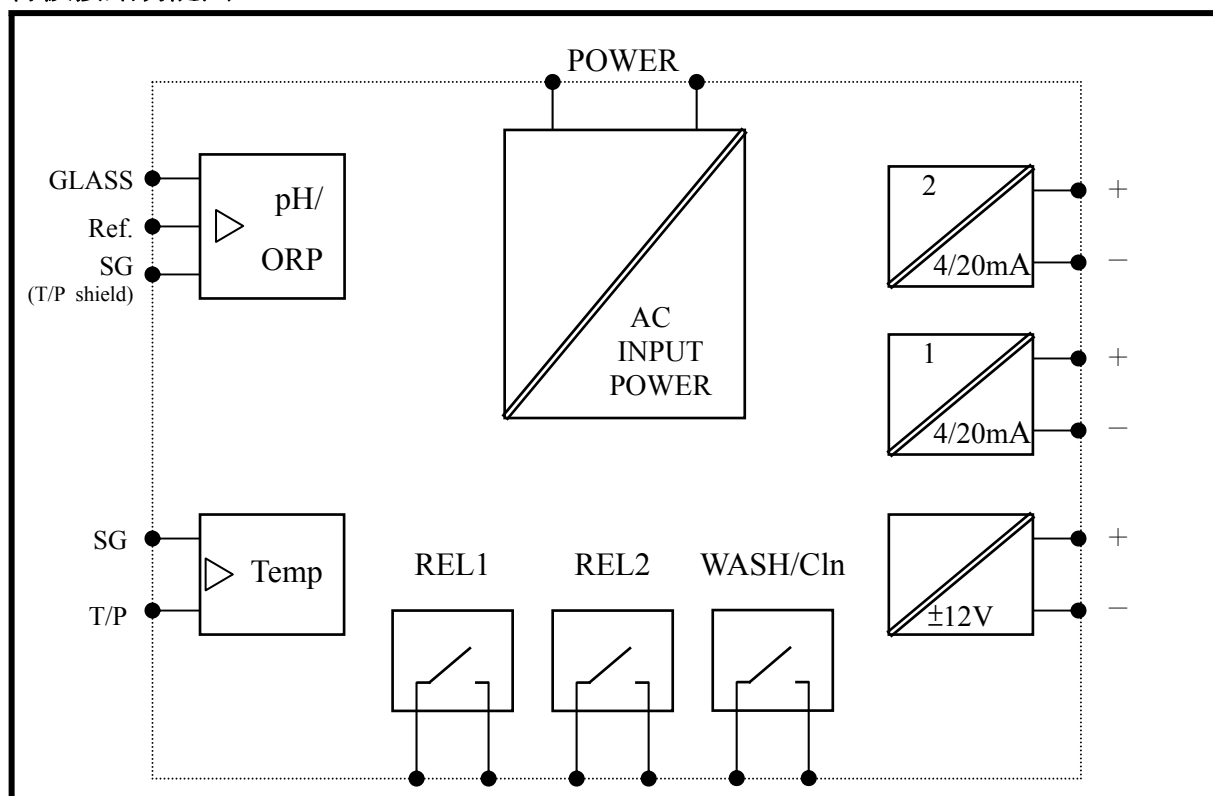 POWER
GLASS
Ref.
SG
(T/P shield)
pH/
ORP
AC
INPUT
POWER
2
4/20mA
+
−
1
4/20mA
+
−
SG
T/P
Temp
REL1
REL2
WASH/Cln
±12V
+
−